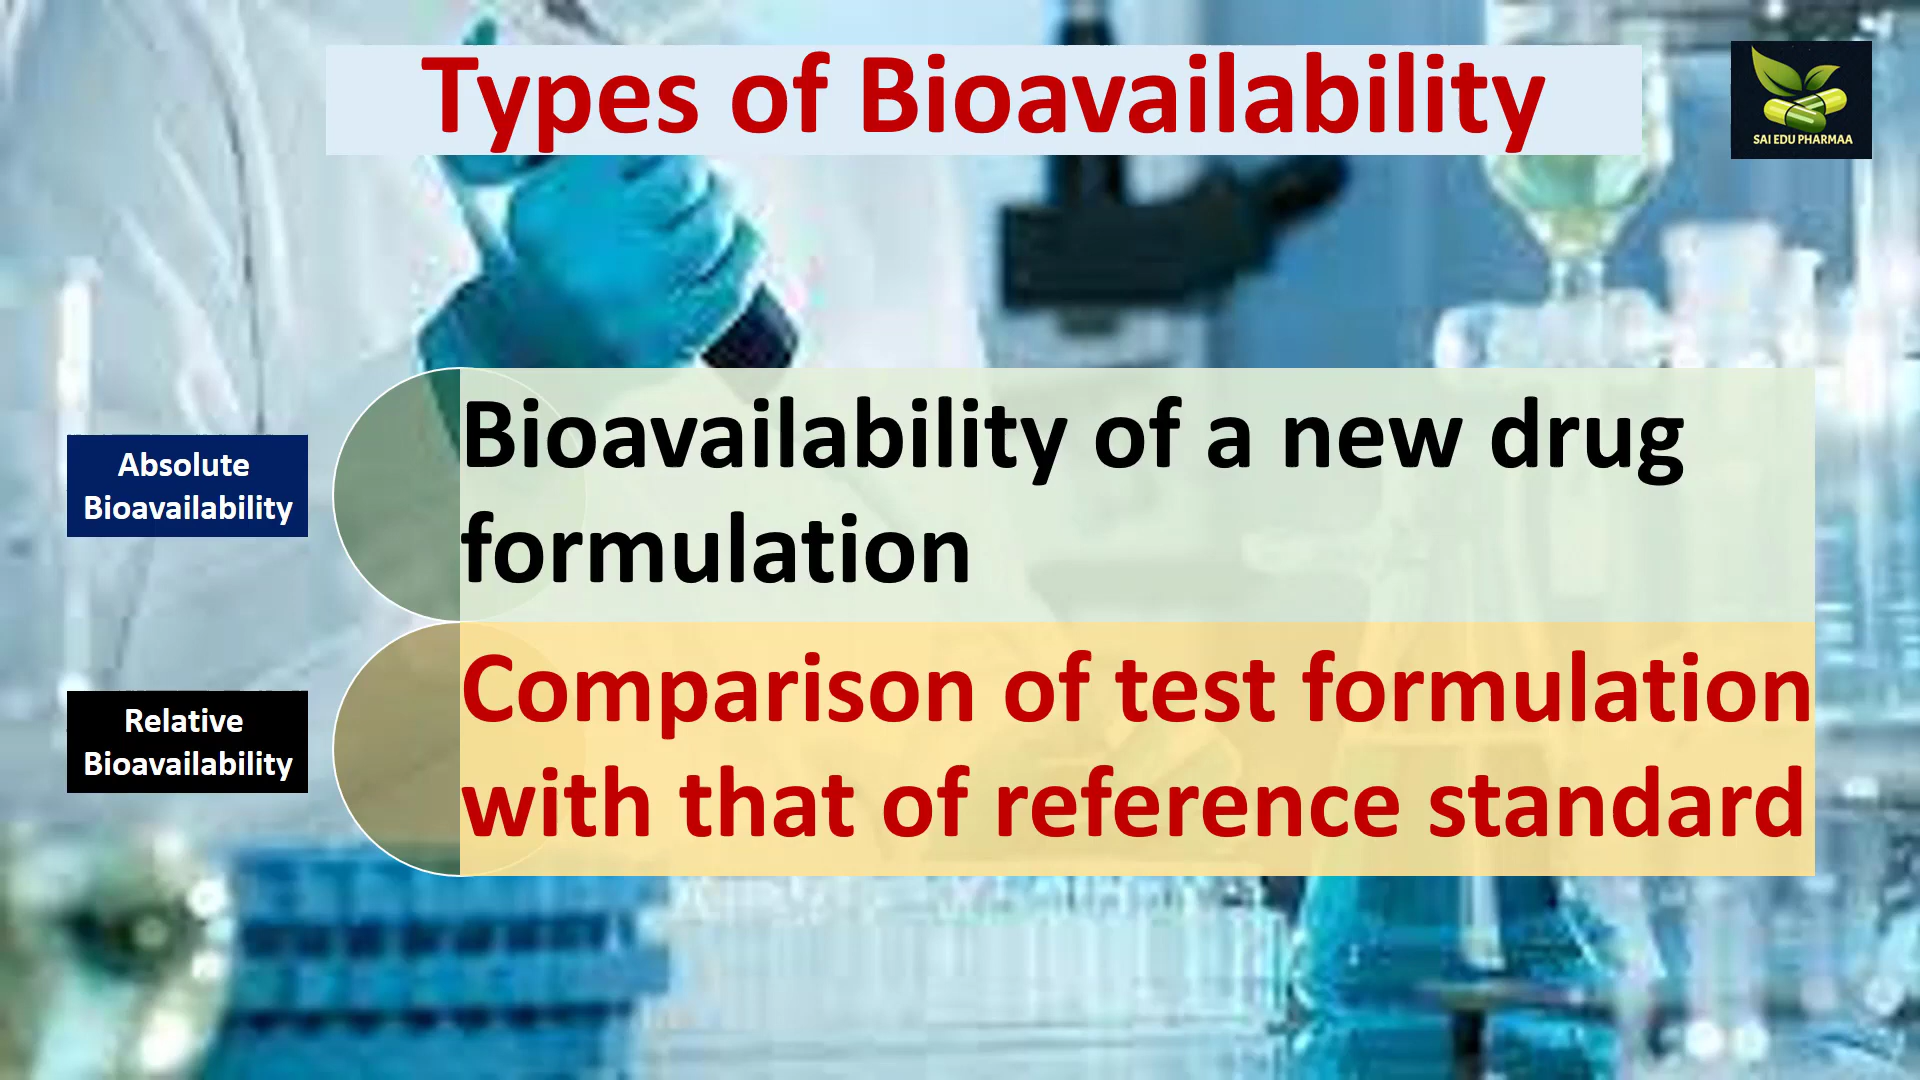 Types of Bioavailability
SAI EDU PHARMAA
Absolute
Bioavailability
Bioavailability of a new drug
formulation
Relative
Bioavailability
Comparison of test formulation
with that of reference standard